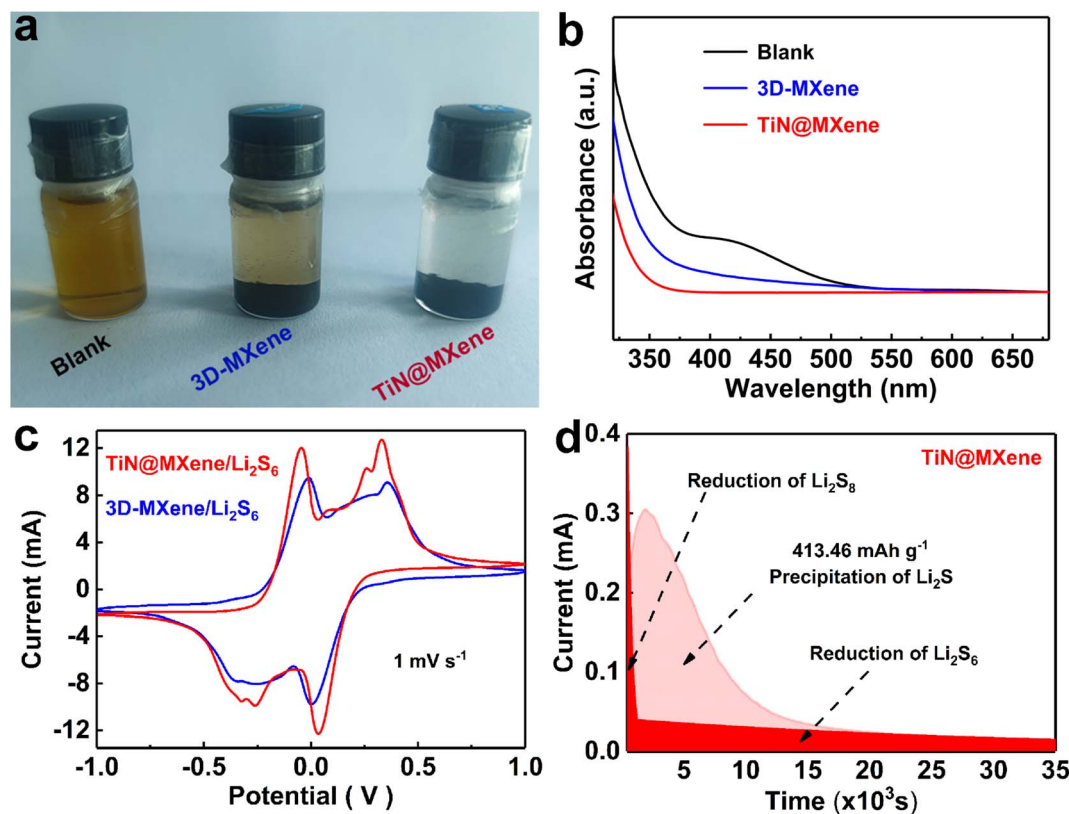 a
Blank
3D-MXene
TiN@MXene
b
Absorbance (a.u.)
Blank
3D-MXene
TiN@MXene
350 400 450 500 550 600 650
Wavelength (nm)
c
Current (mA)
12
8
4
0
-4
-8
-12
TiN@MXene/Li₂S₆
3D-MXene/Li₂S₆
1 mV s⁻¹
-1.0 -0.5 0.0 0.5 1.0
Potential ( V )
d
Current (mA)
0.4
0.3
0.2
0.1
0.0
TiN@MXene
Reduction of Li₂S₈
413.46 mAh g⁻¹
Precipitation of Li₂S
Reduction of Li₂S₆
5 10 15 20 25 30 35
Time (x10³s)